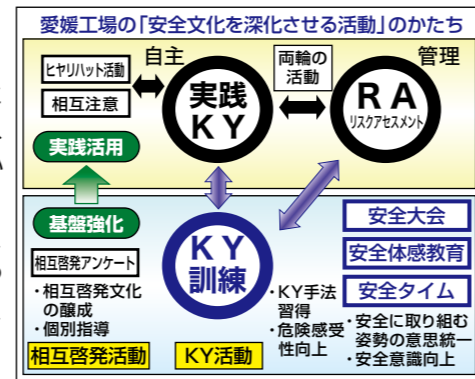 愛媛工場の「安全文化を深化させる活動」のかたち
自主
両輪の
活動
管理
ヒヤリハット活動
相互注意
実践
KY
RA
リスクアセスメント
実践活用
基盤強化
相互啓発アンケート
・相互啓発文化
の醸成
・個別指導
相互啓発活動
KY
訓練
KY活動
・KY手法
習得
・危険感受
性向上
安全大会
安全体感教育
安全タイム
・安全に取り組む
姿勢の意思統一
・安全意識向上